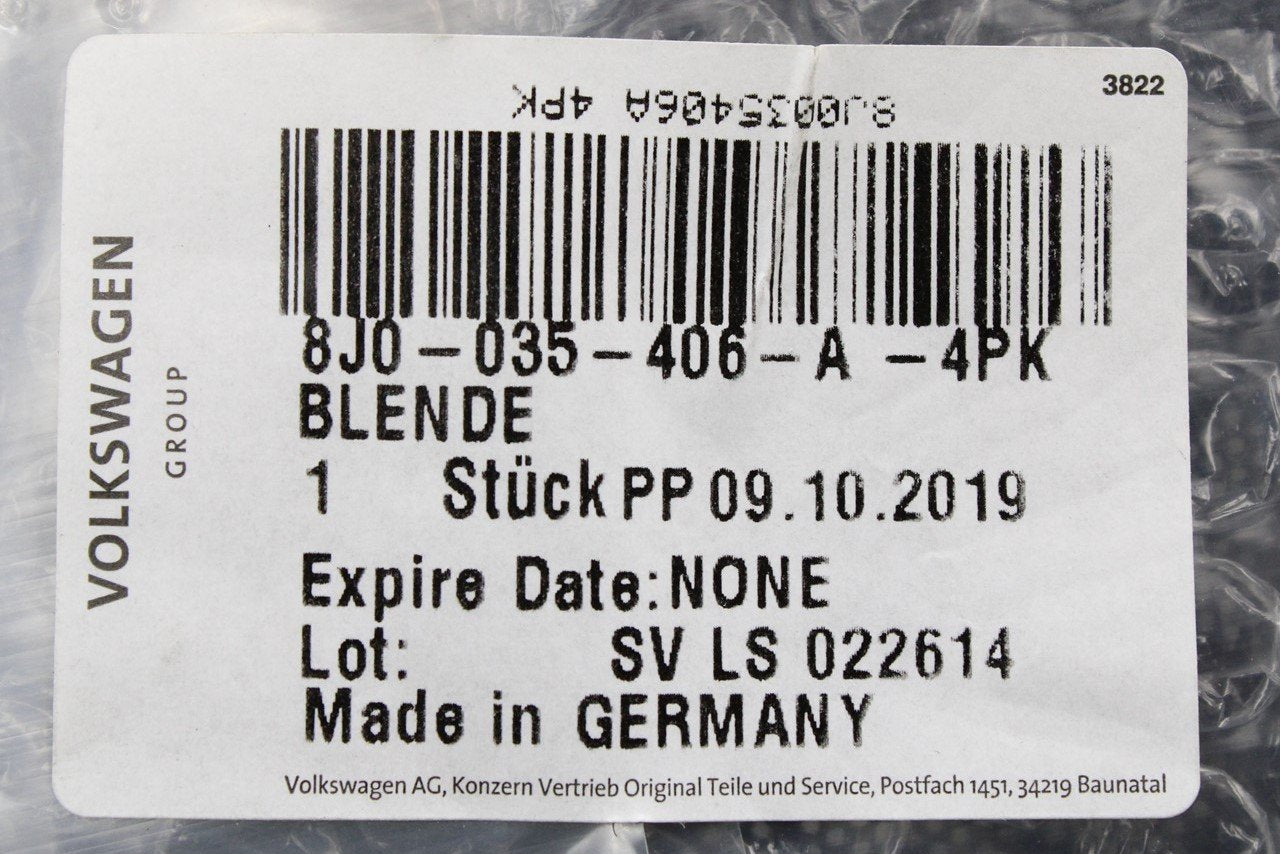 3822
8J0035406A 4PK
8J0-035-406-A -4PK
BLENDE
1 Stück PP 09.10.2019
Expire Date:NONE
Lot: SV LS 022614
Made in GERMANY
Volkswagen AG, Konzern Vertrieb Original Teile und Service, Postfach 1451, 34219 Baunatal
VOLKSWAGEN
GROUP